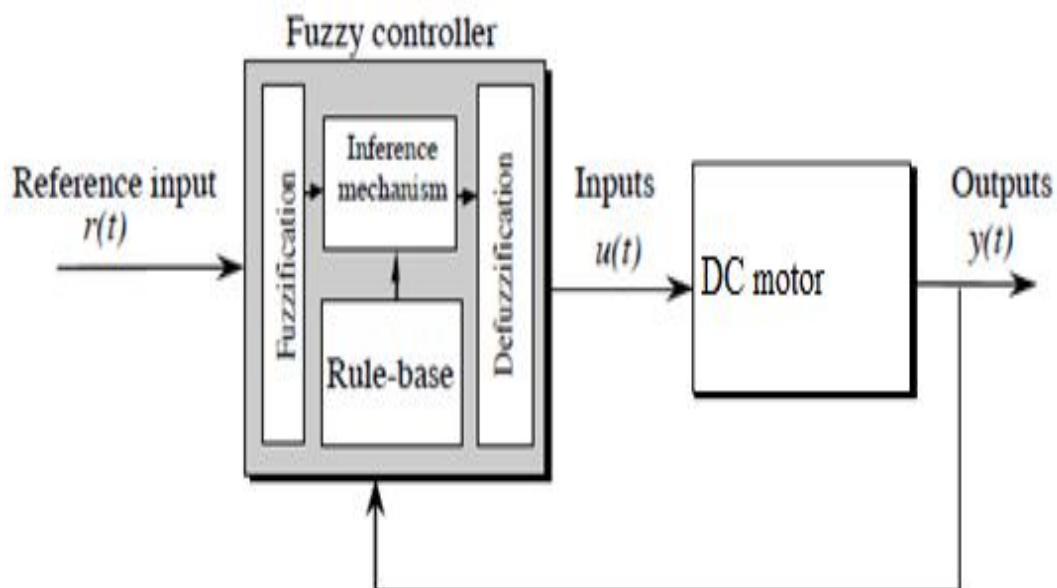 Fuzzy controller
Reference input
r(t)
Fuzzification
Inference
mechanism
Rule-base
Defuzzification
Inputs
u(t)
DC motor
Outputs
y(t)